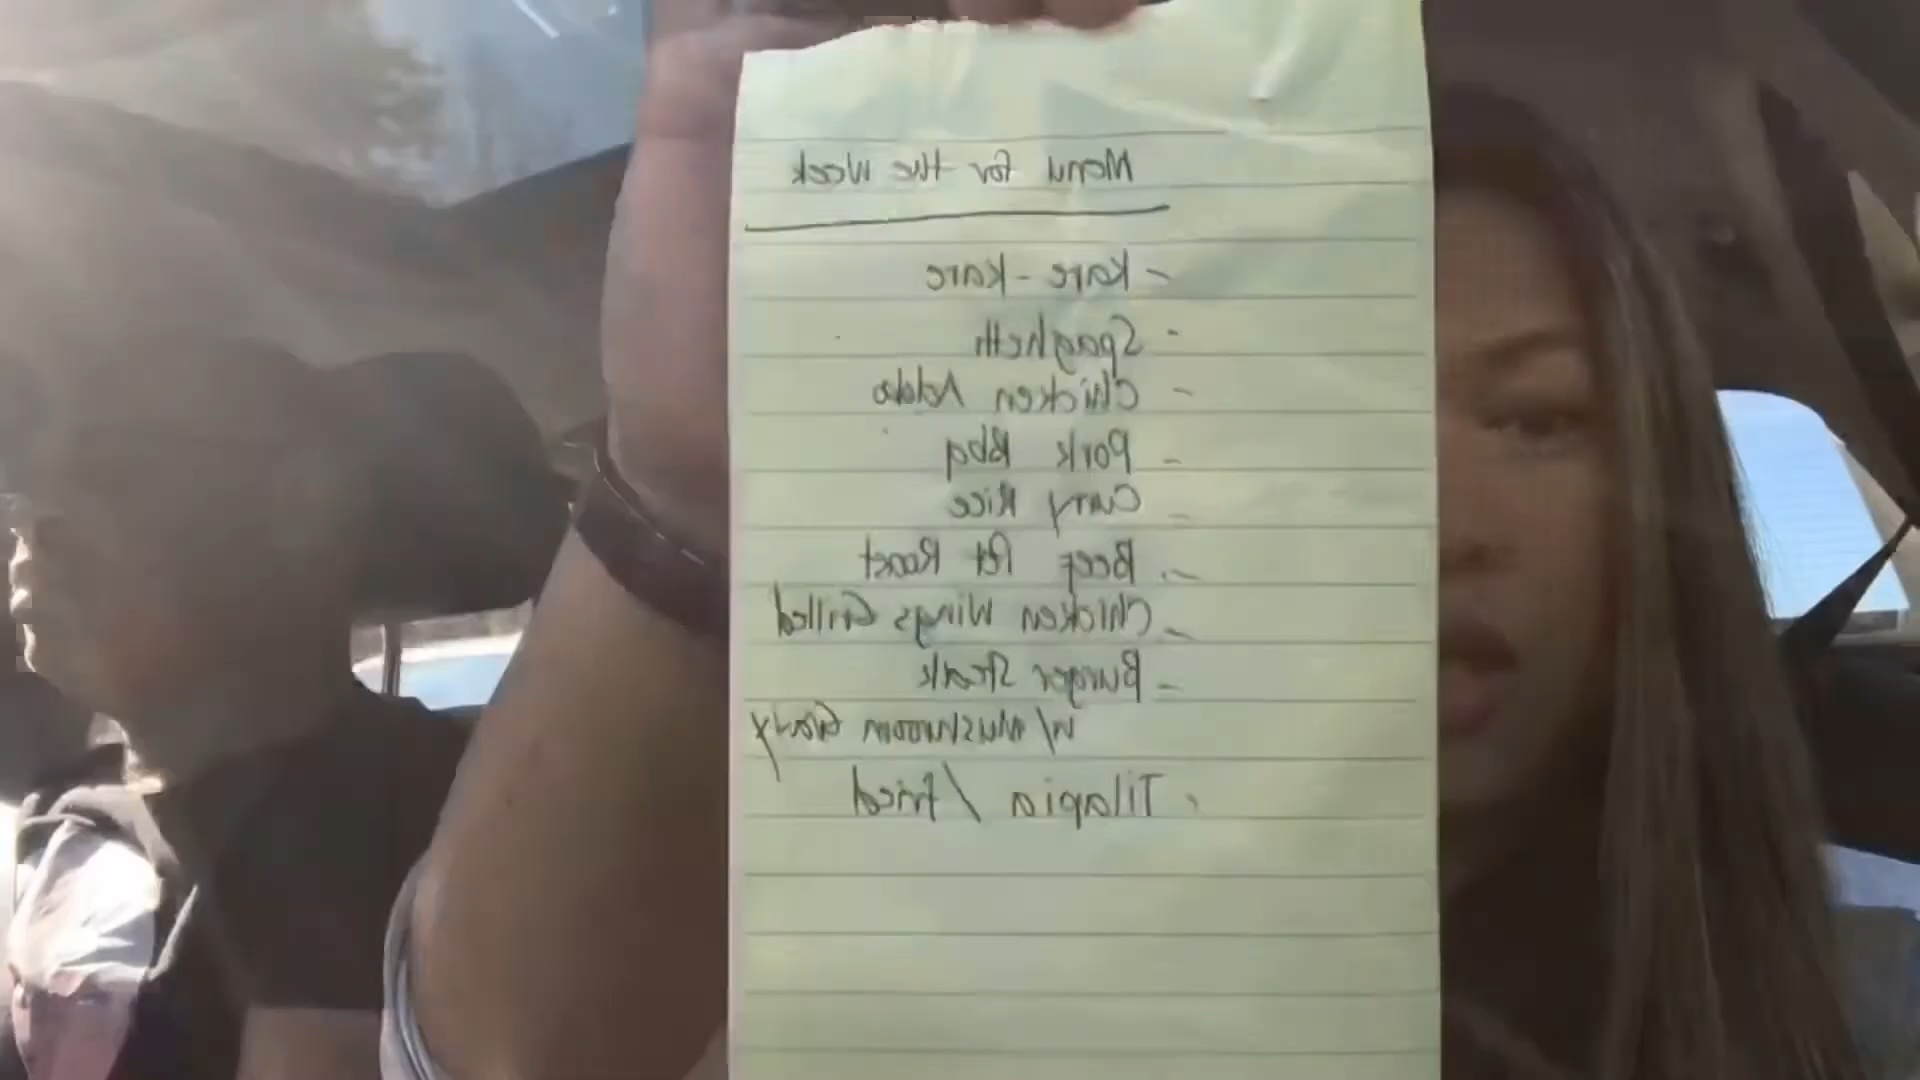 Menu for the Week
- Kare-Kare
- Spaghetti
- Chicken Adobo
- Pork Bbq
- Curry Rice
- Beef Pot Roast
- Chicken Wings Grilled
- Burger Steak
w/ Mushroom Gravy
- Tilapia / fried